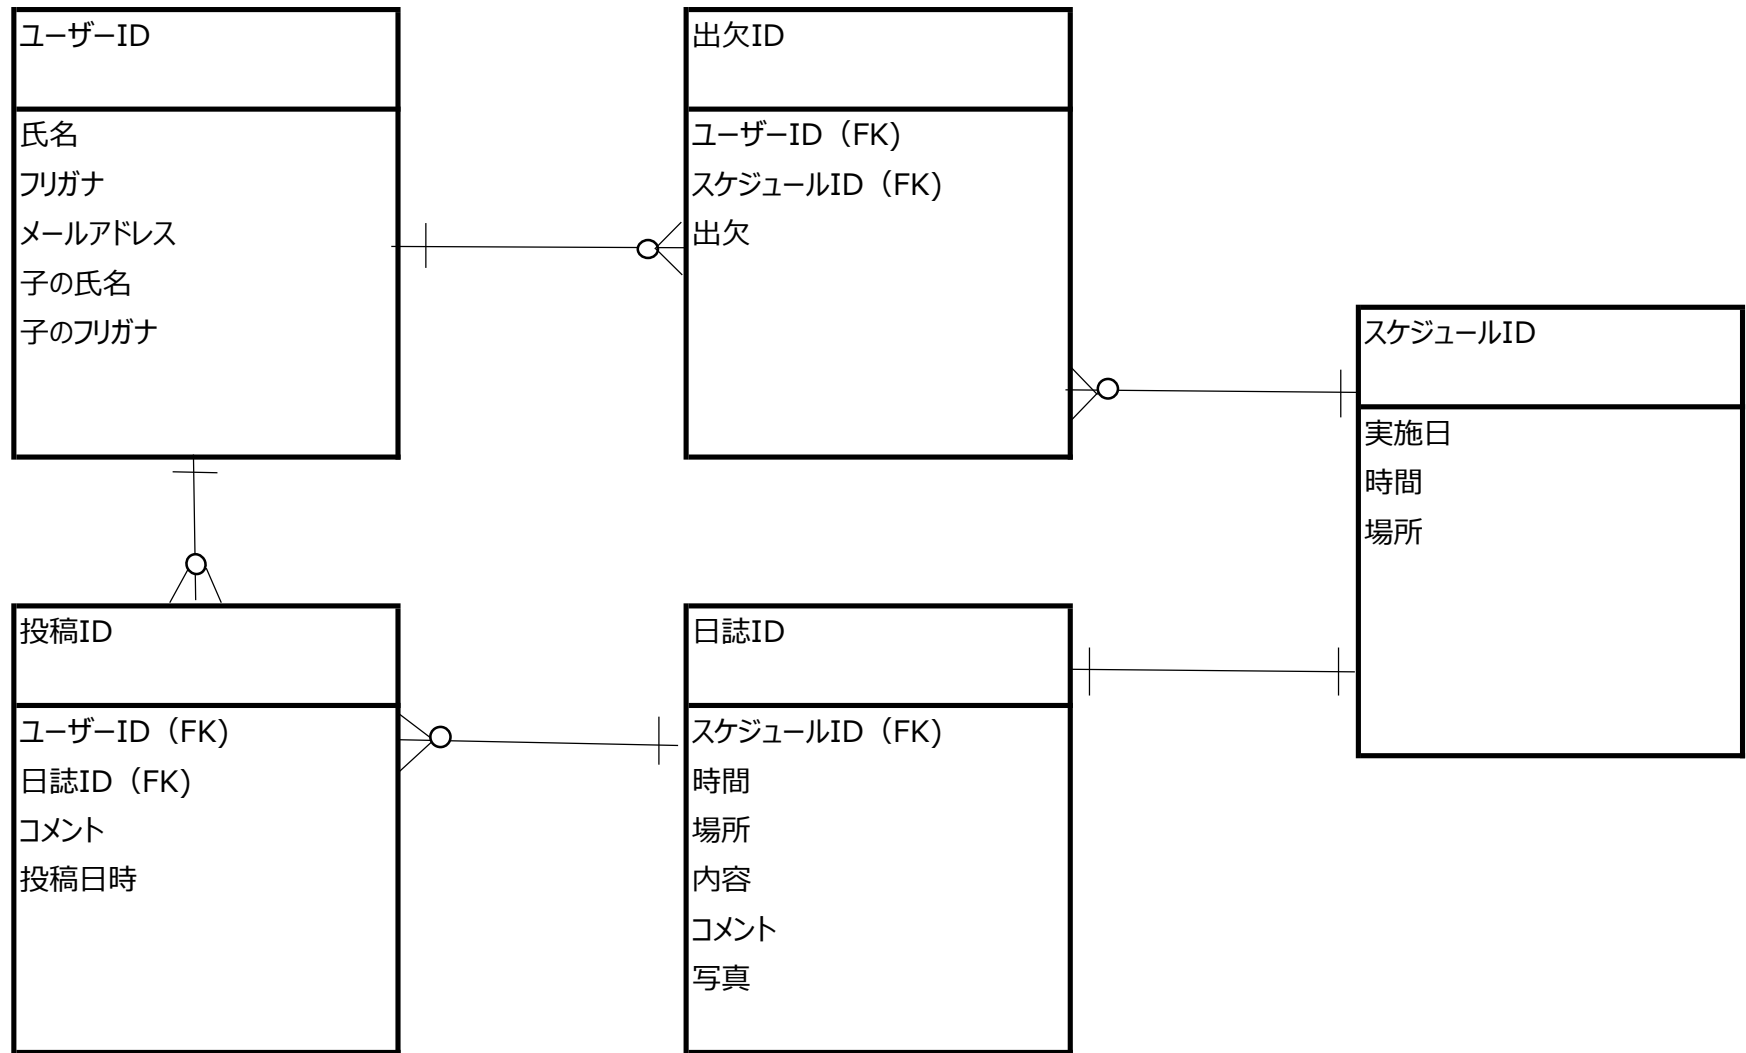 ユーザーID
氏名
フリガナ
メールアドレス
子の氏名
子のフリガナ
出欠ID
ユーザーID（FK)
スケジュールID（FK)
出欠
スケジュールID
実施日
時間
場所
投稿ID
ユーザーID（FK)
日誌ID（FK)
コメント
投稿日時
日誌ID
スケジュールID（FK)
時間
場所
内容
コメント
写真